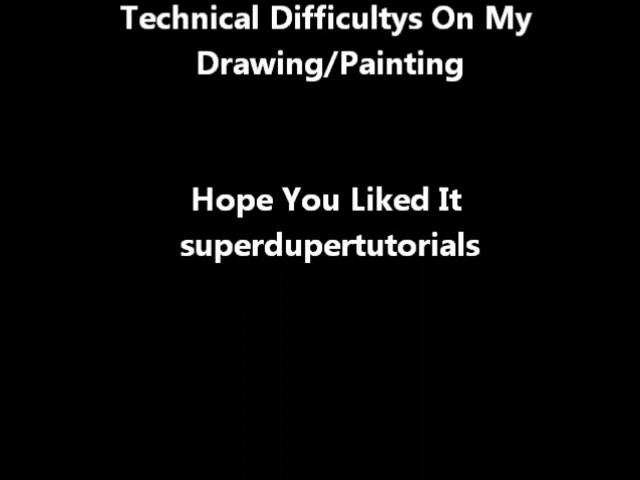 Technical Difficultys On My
Drawing/Painting
Hope You Liked It
superdupertutorials